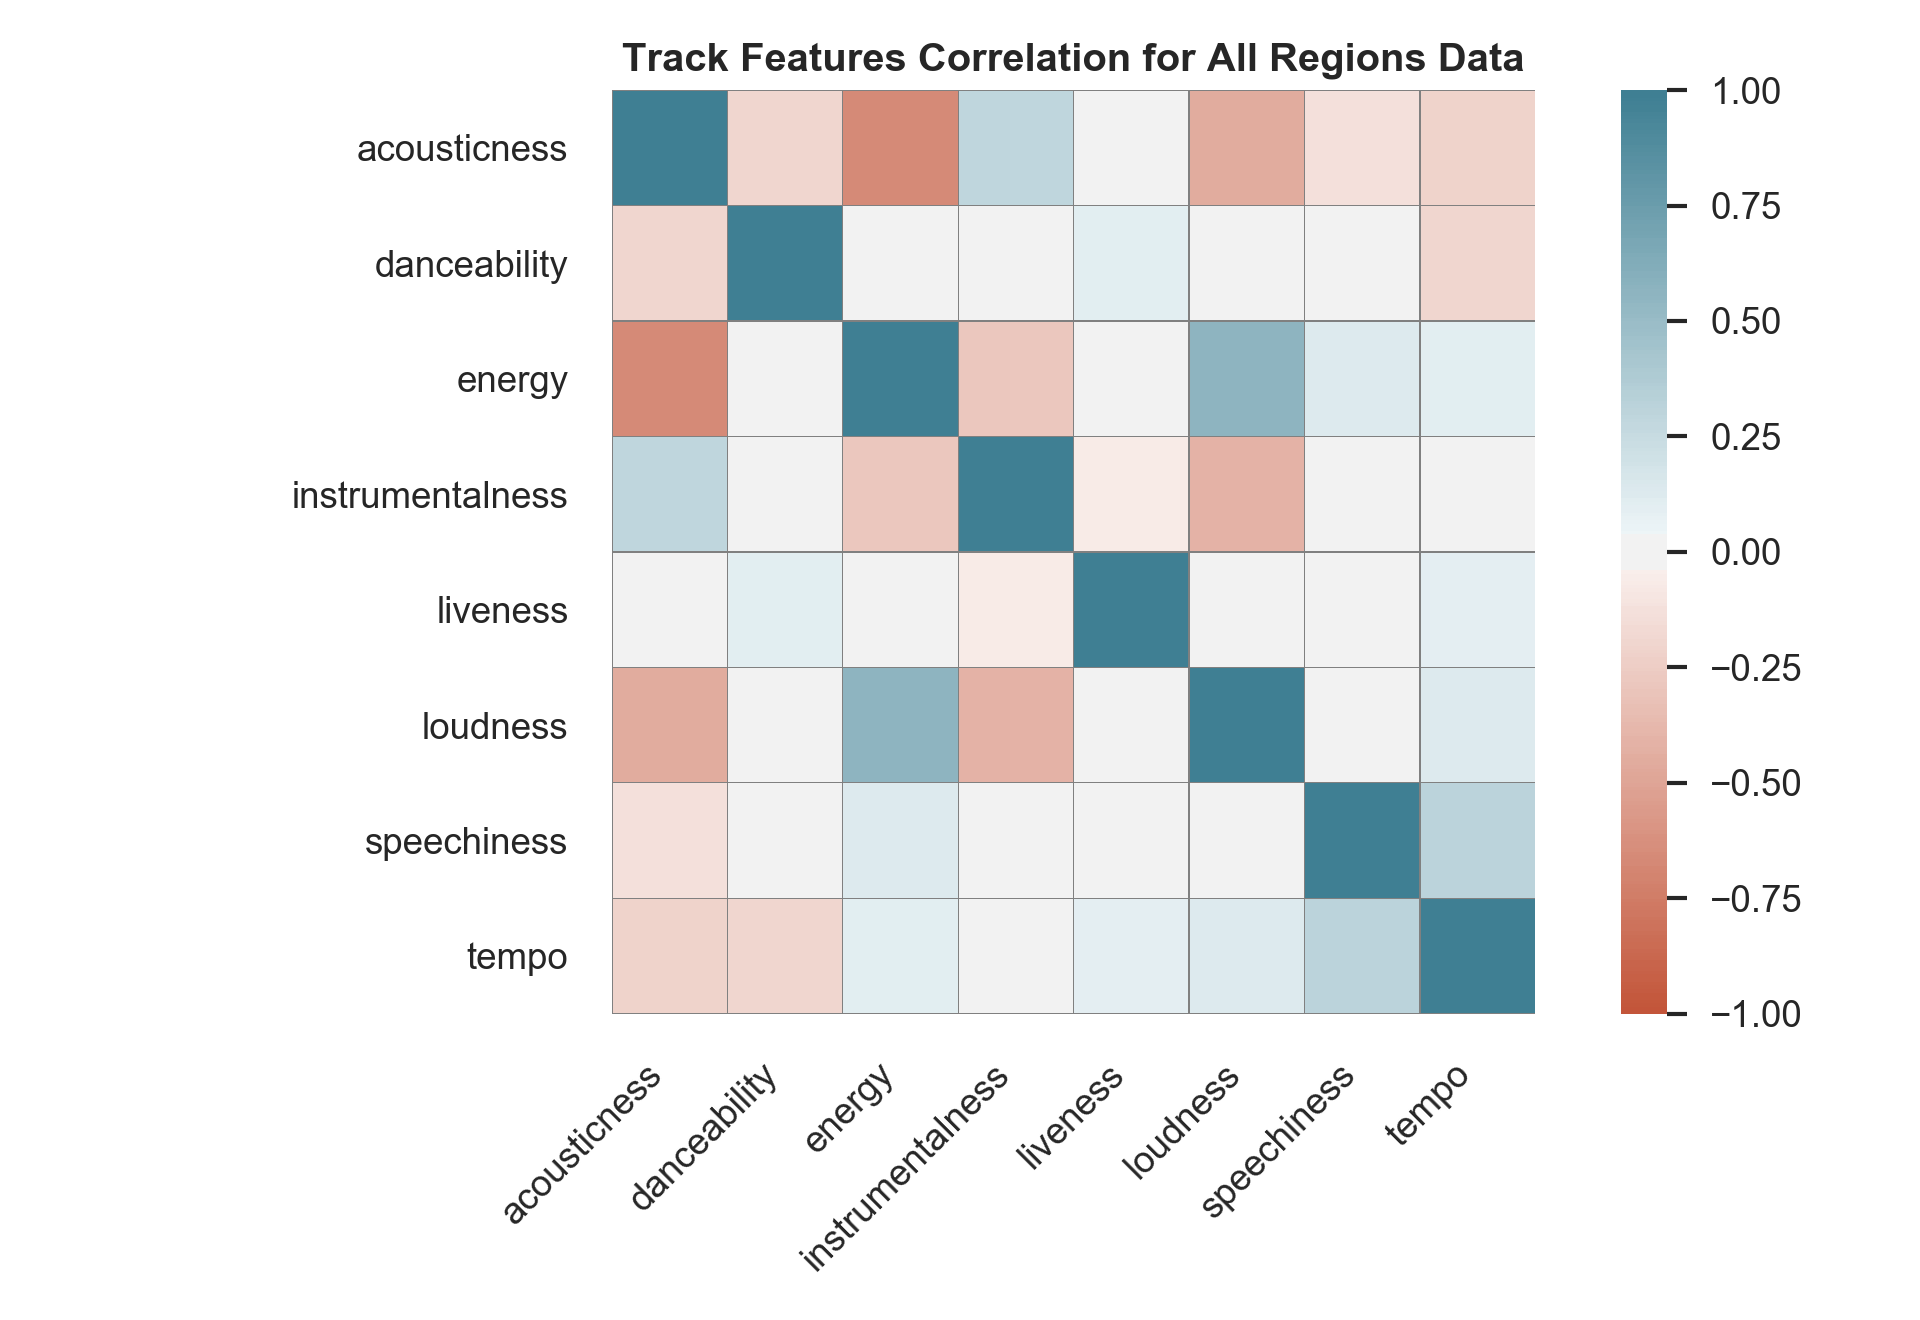 Track Features Correlation for All Regions Data
acousticness
danceability
energy
instrumentalness
liveness
loudness
speechiness
tempo
acousticness
danceability
energy
instrumentalness
liveness
loudness
speechiness
tempo
1.00
0.75
0.50
0.25
0.00
−0.25
−0.50
−0.75
−1.00